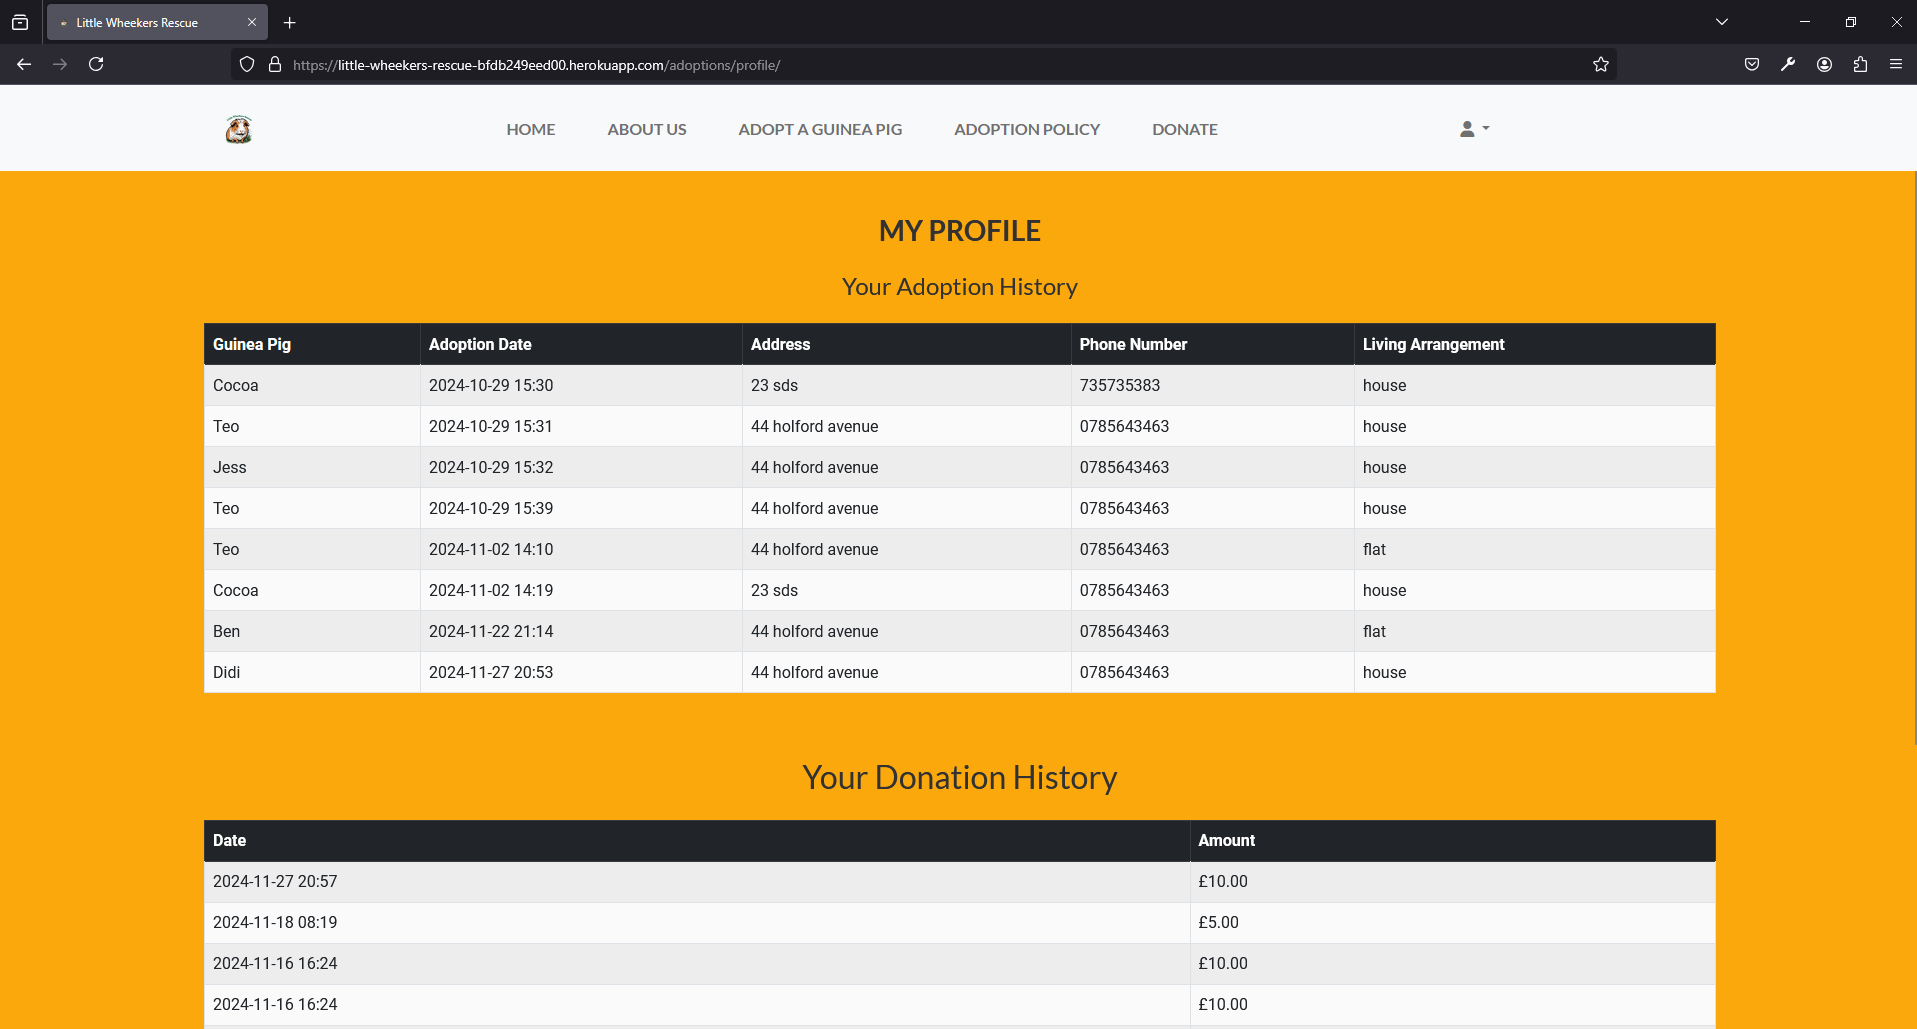 Little Wheekers Rescue
https://little-wheekers-rescue-bfdb249eed00.herokuapp.com/adoptions/profile/
HOME ABOUT US ADOPT A GUINEA PIG ADOPTION POLICY DONATE
MY PROFILE
Your Adoption History
Guinea Pig Adoption Date Address Phone Number Living Arrangement
Cocoa 2024-10-29 15:30 23 sds 735735383 house
Teo 2024-10-29 15:31 44 holford avenue 0785643463 house
Jess 2024-10-29 15:32 44 holford avenue 0785643463 house
Teo 2024-10-29 15:39 44 holford avenue 0785643463 house
Teo 2024-11-02 14:10 44 holford avenue 0785643463 flat
Cocoa 2024-11-02 14:19 23 sds 0785643463 house
Ben 2024-11-22 21:14 44 holford avenue 0785643463 flat
Didi 2024-11-27 20:53 44 holford avenue 0785643463 house
Your Donation History
Date Amount
2024-11-27 20:57 £10.00
2024-11-18 08:19 £5.00
2024-11-16 16:24 £10.00
2024-11-16 16:24 £10.00